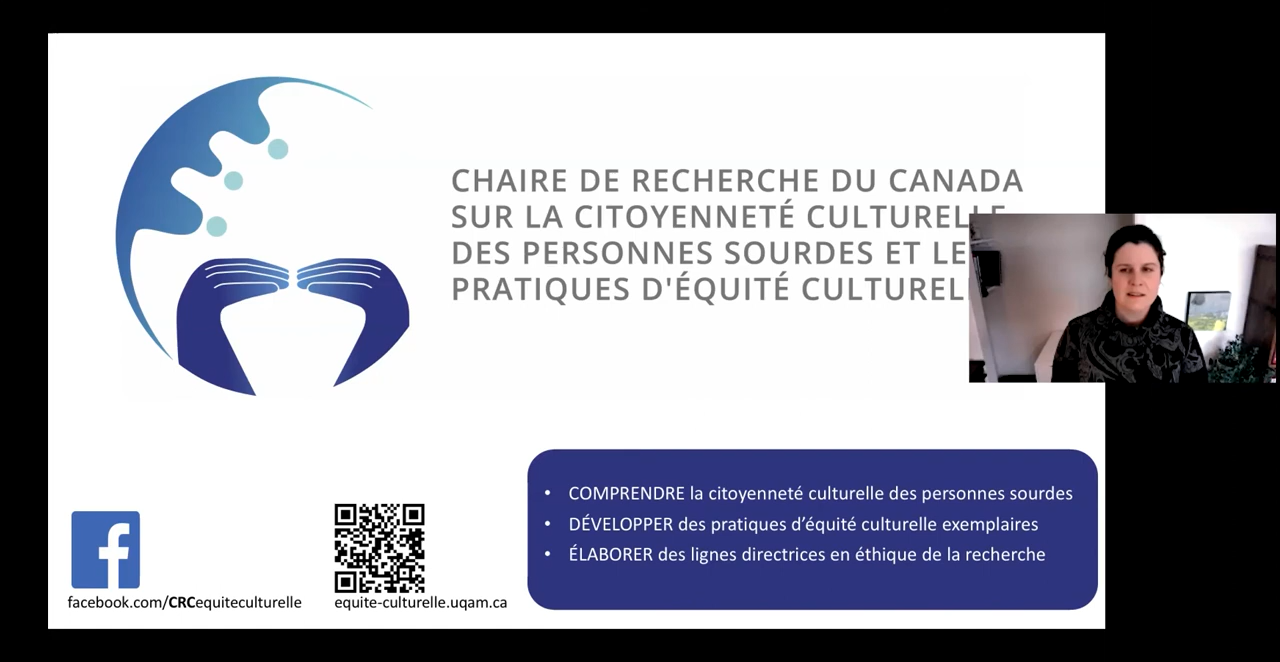 CHAIRE DE RECHERCHE DU CANADA
SUR LA CITOYENNETÉ CULTURELLE
DES PERSONNES SOURDES ET LE
PRATIQUES D'ÉQUITÉ CULTUREL
• COMPRENDRE la citoyenneté culturelle des personnes sourdes
• DÉVELOPPER des pratiques d'équité culturelle exemplaires
• ÉLABORER des lignes directrices en éthique de la recherche
f
facebook.com/CRCequiteculturelle
equite-culturelle.uqam.ca